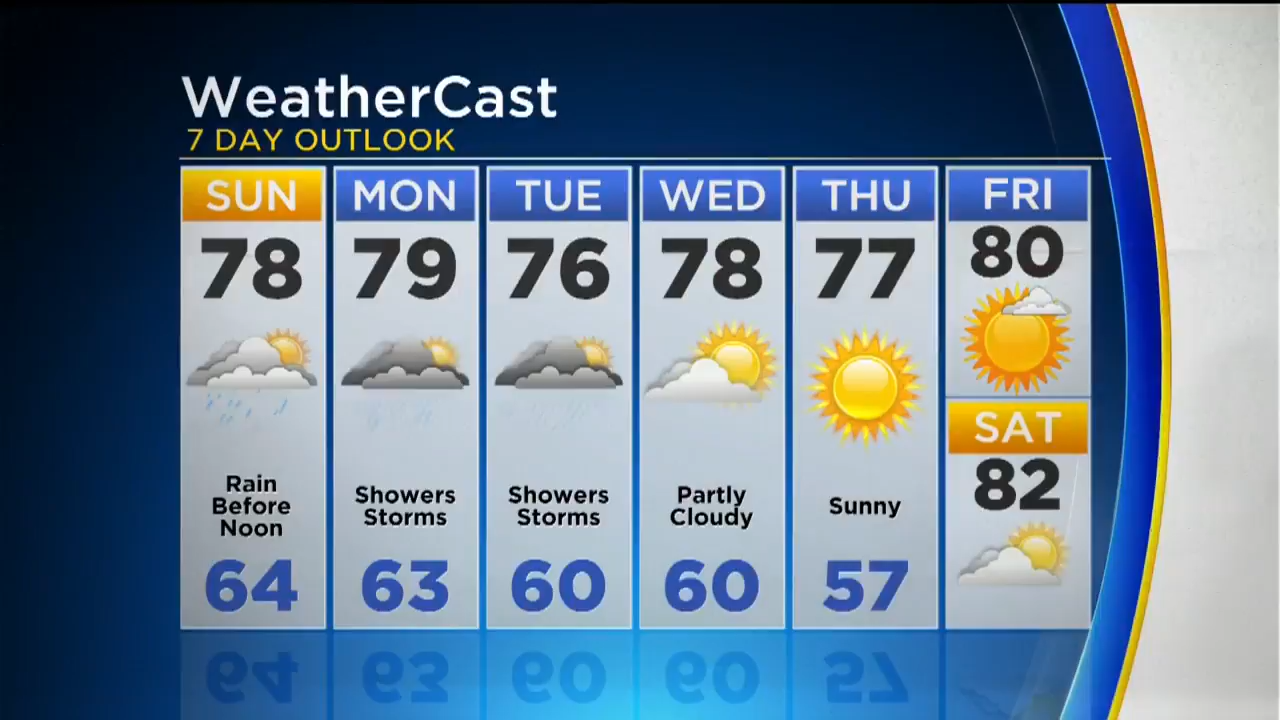 WeatherCast
7 DAY OUTLOOK
SUN
78
Rain
Before
Noon
64
MON
79
Showers
Storms
63
TUE
76
Showers
Storms
60
WED
78
Partly
Cloudy
60
THU
77
Sunny
57
FRI
80
SAT
82